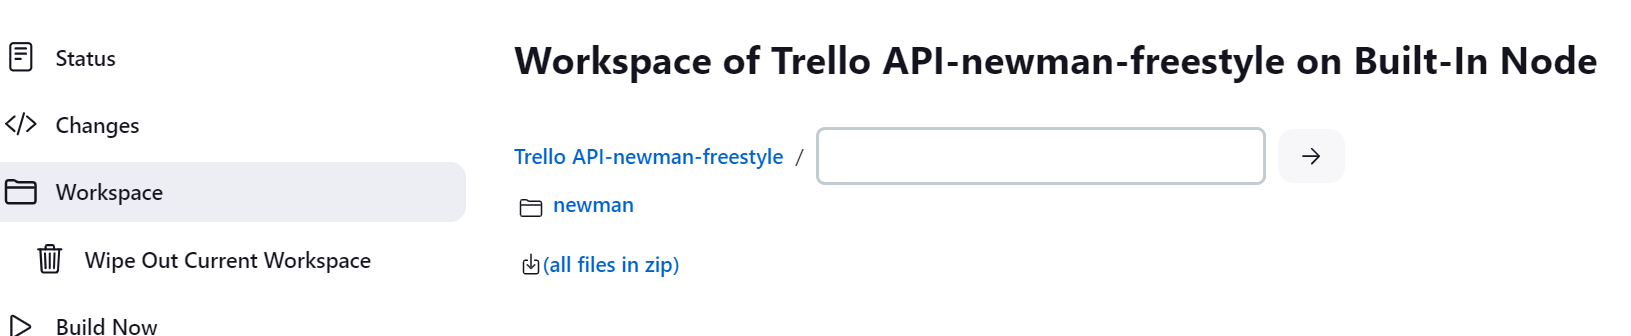 Status
Changes
Workspace
Wipe Out Current Workspace
Build Now
Workspace of Trello API-newman-freestyle on Built-In Node
Trello API-newman-freestyle /
newman
(all files in zip)